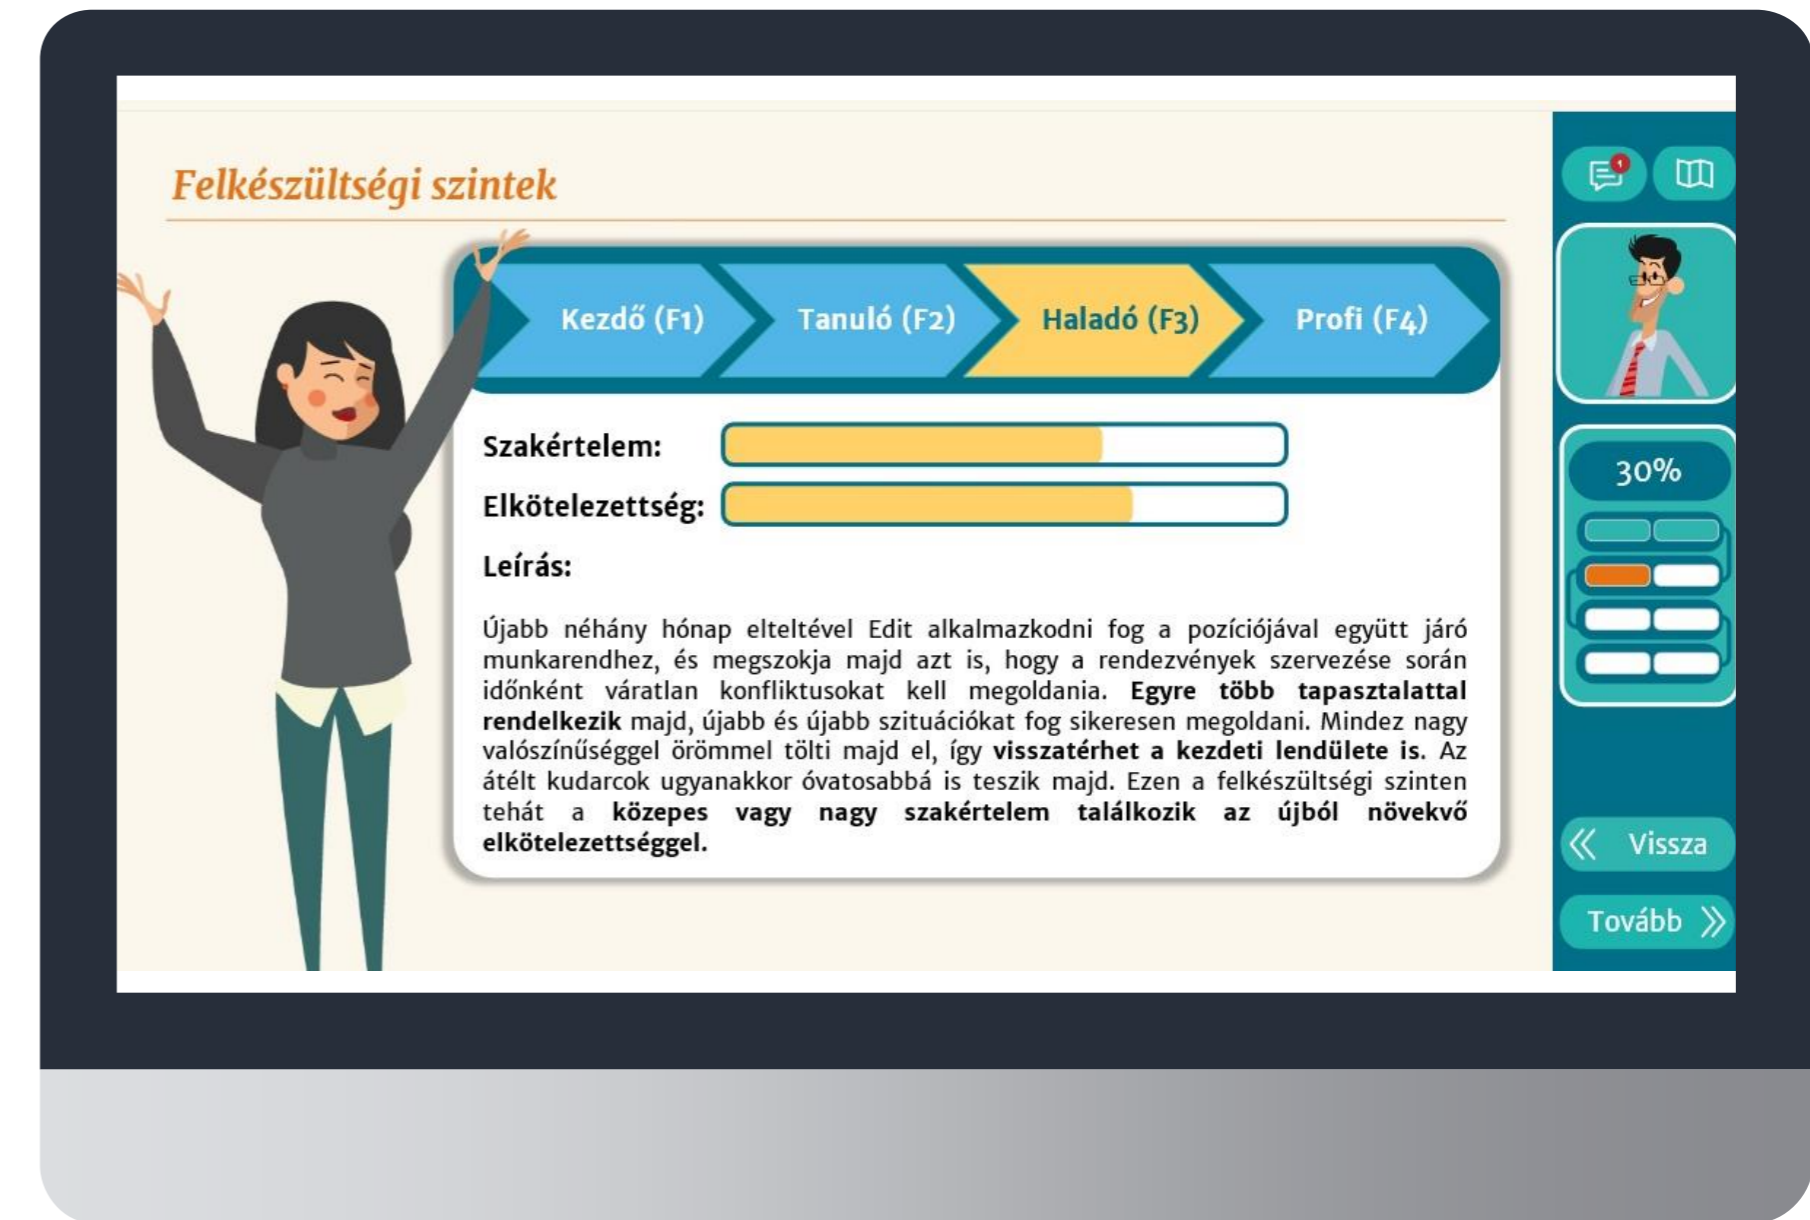 Felkészültségi szintek
Kezdő (F1)
Tanuló (F2)
Haladó (F3)
Profi (F4)
Szakértelem:
Elkötelezettség:
Leírás:
Újabb néhány hónap elteltével Edit alkalmazkodni fog a pozíciójával együtt járó
munkarendhez, és megszokja majd azt is, hogy a rendezvények szervezése során
időnként váratlan konfliktusokat kell megoldania. Egyre több tapasztalattal
rendelkezik majd, újabb és újabb szituációkat fog sikeresen megoldani. Mindez nagy
valószínűséggel örömmel tölti majd el, így visszatérhet a kezdeti lendülete is. Az
átélt kudarcok ugyanakkor óvatosabbá is teszik majd. Ezen a felkészültségi szinten
tehát a közepes vagy nagy szakértelem találkozik az újból növekvő
elkötelezettséggel.
1
30%
Vissza
Tovább